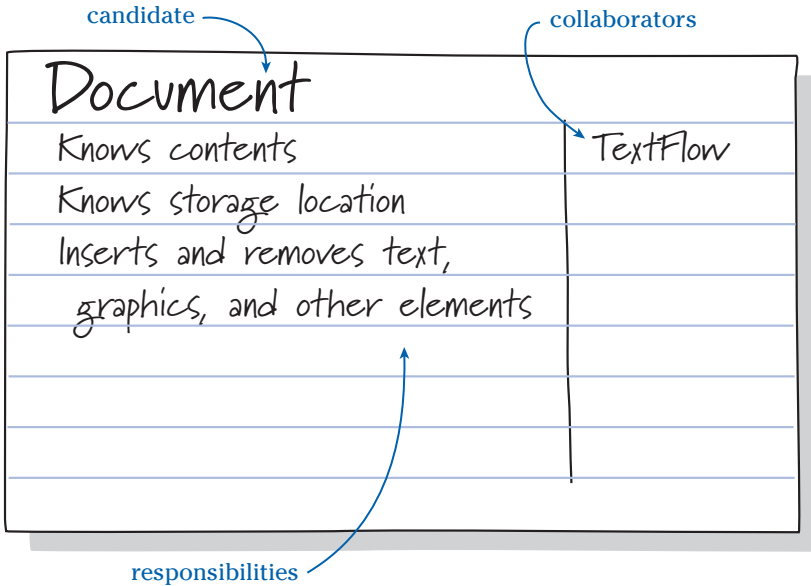 candidate
collaborators
Document
Knows contents
TextFlow
Knows storage location
Inserts and removes text,
graphics, and other elements
responsibilities